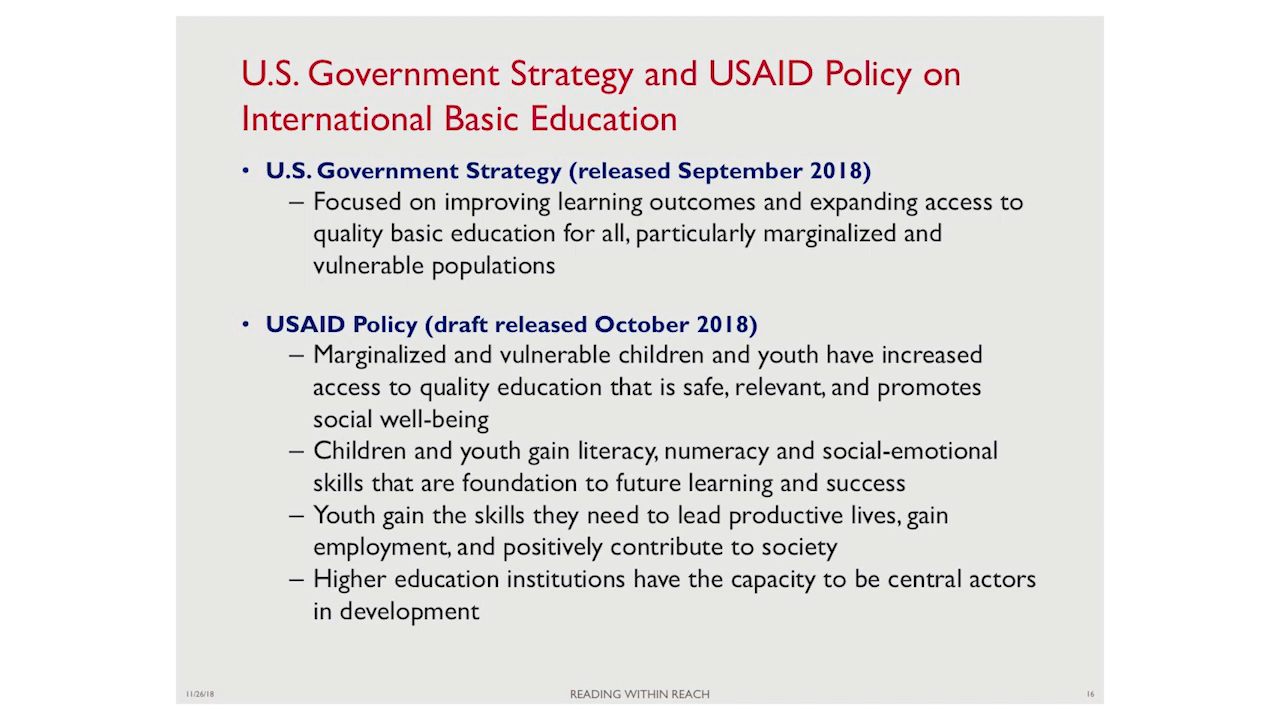 U.S. Government Strategy and USAID Policy on
International Basic Education
• U.S. Government Strategy (released September 2018)
– Focused on improving learning outcomes and expanding access to
quality basic education for all, particularly marginalized and
vulnerable populations
• USAID Policy (draft released October 2018)
– Marginalized and vulnerable children and youth have increased
access to quality education that is safe, relevant, and promotes
social well-being
– Children and youth gain literacy, numeracy and social-emotional
skills that are foundation to future learning and success
– Youth gain the skills they need to lead productive lives, gain
employment, and positively contribute to society
– Higher education institutions have the capacity to be central actors
in development
11/26/18
READING WITHIN REACH
16